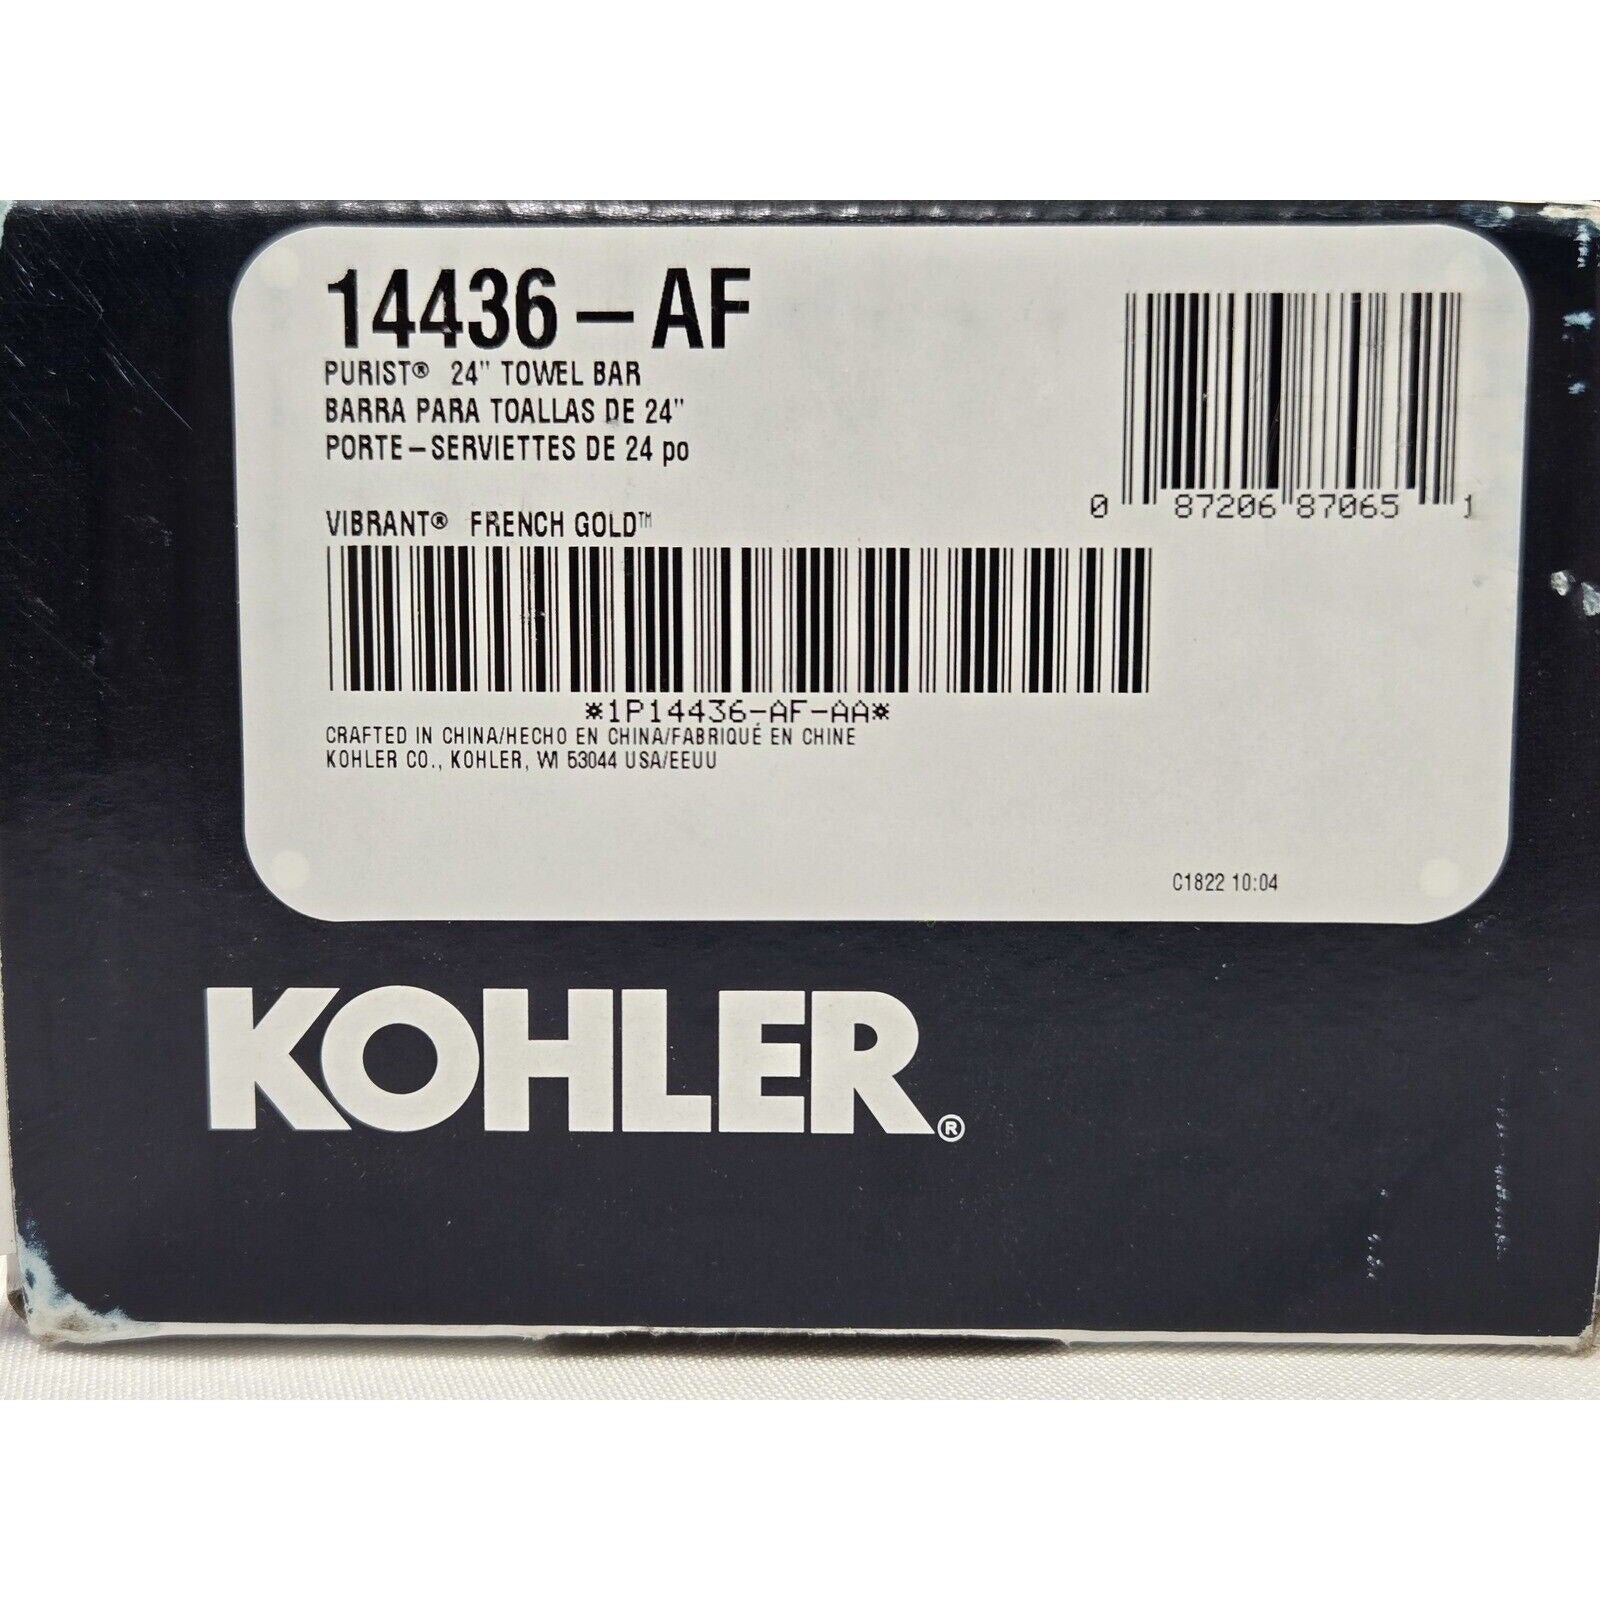 14436-AF
PURIST® 24" TOWEL BAR
BARRA PARA TOALLAS DE 24"
PORTE-SERVIETTES DE 24 po
0 87206 87065 1
VIBRANT® FRENCH GOLD™
*1P14436-AF-AA*
CRAFTED IN CHINA/HECHO EN CHINA/FABRIQUÉ EN CHINE
KOHLER CO., KOHLER, WI 53044 USA/EEUU
C1822 10:04
KOHLER®